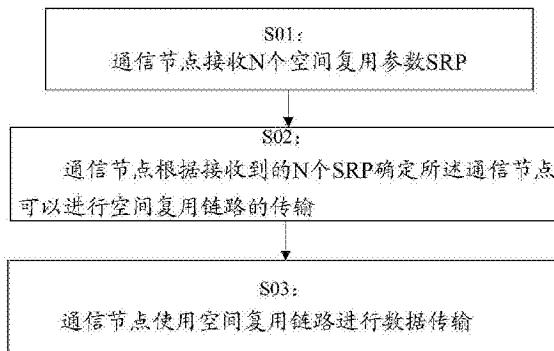 S01：
通信节点接收N个空间复用参数SRP
S02：
通信节点根据接收到的N个SRP确定所述通信节点
可以进行空间复用链路的传输
S03：
通信节点使用空间复用链路进行数据传输